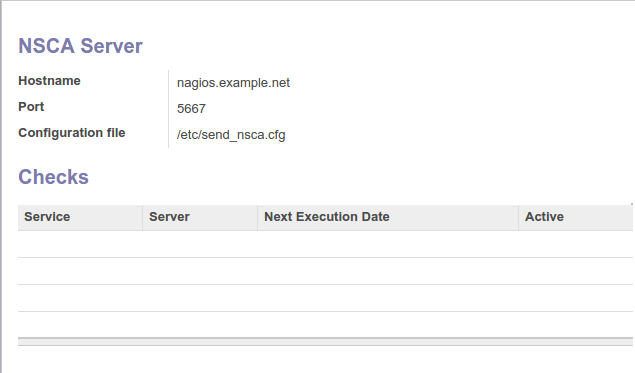 NSCA Server
Hostname nagios.example.net
Port 5667
Configuration file /etc/send_nsca.cfg
Checks
Service Server Next Execution Date Active